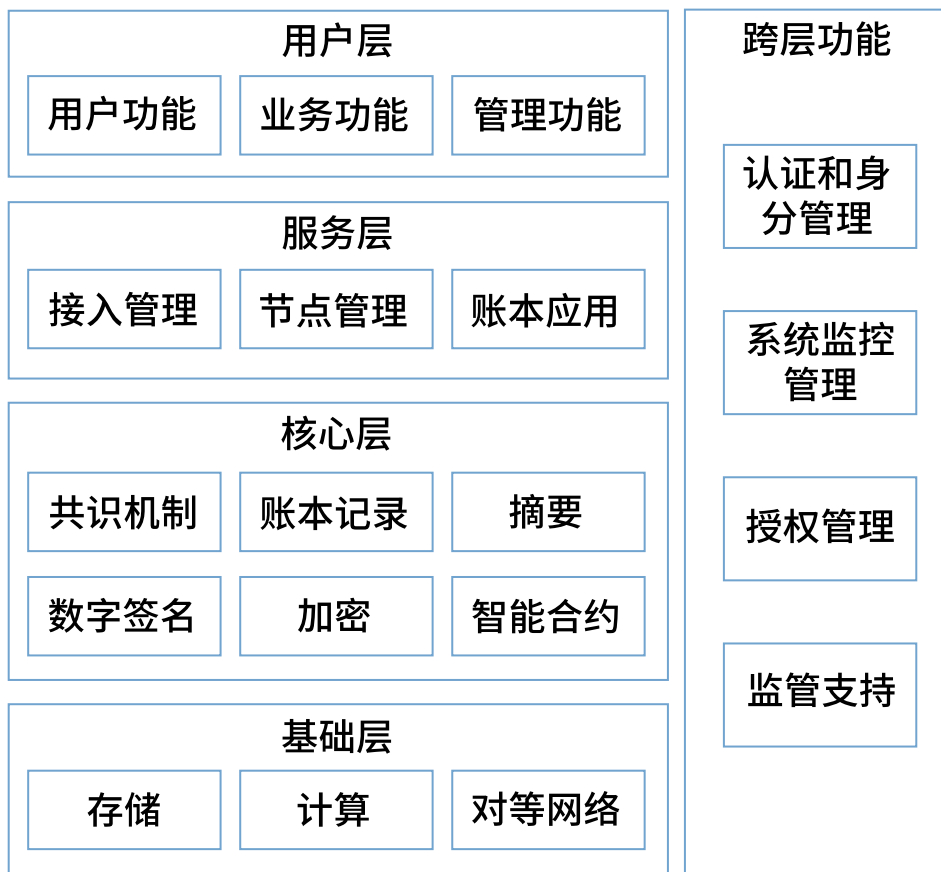 用户层
用户功能
业务功能
管理功能
服务层
接入管理
节点管理
账本应用
核心层
共识机制
账本记录
摘要
数字签名
加密
智能合约
基础层
存储
计算
对等网络
跨层功能
认证和身
分管理
系统监控
管理
授权管理
监管支持